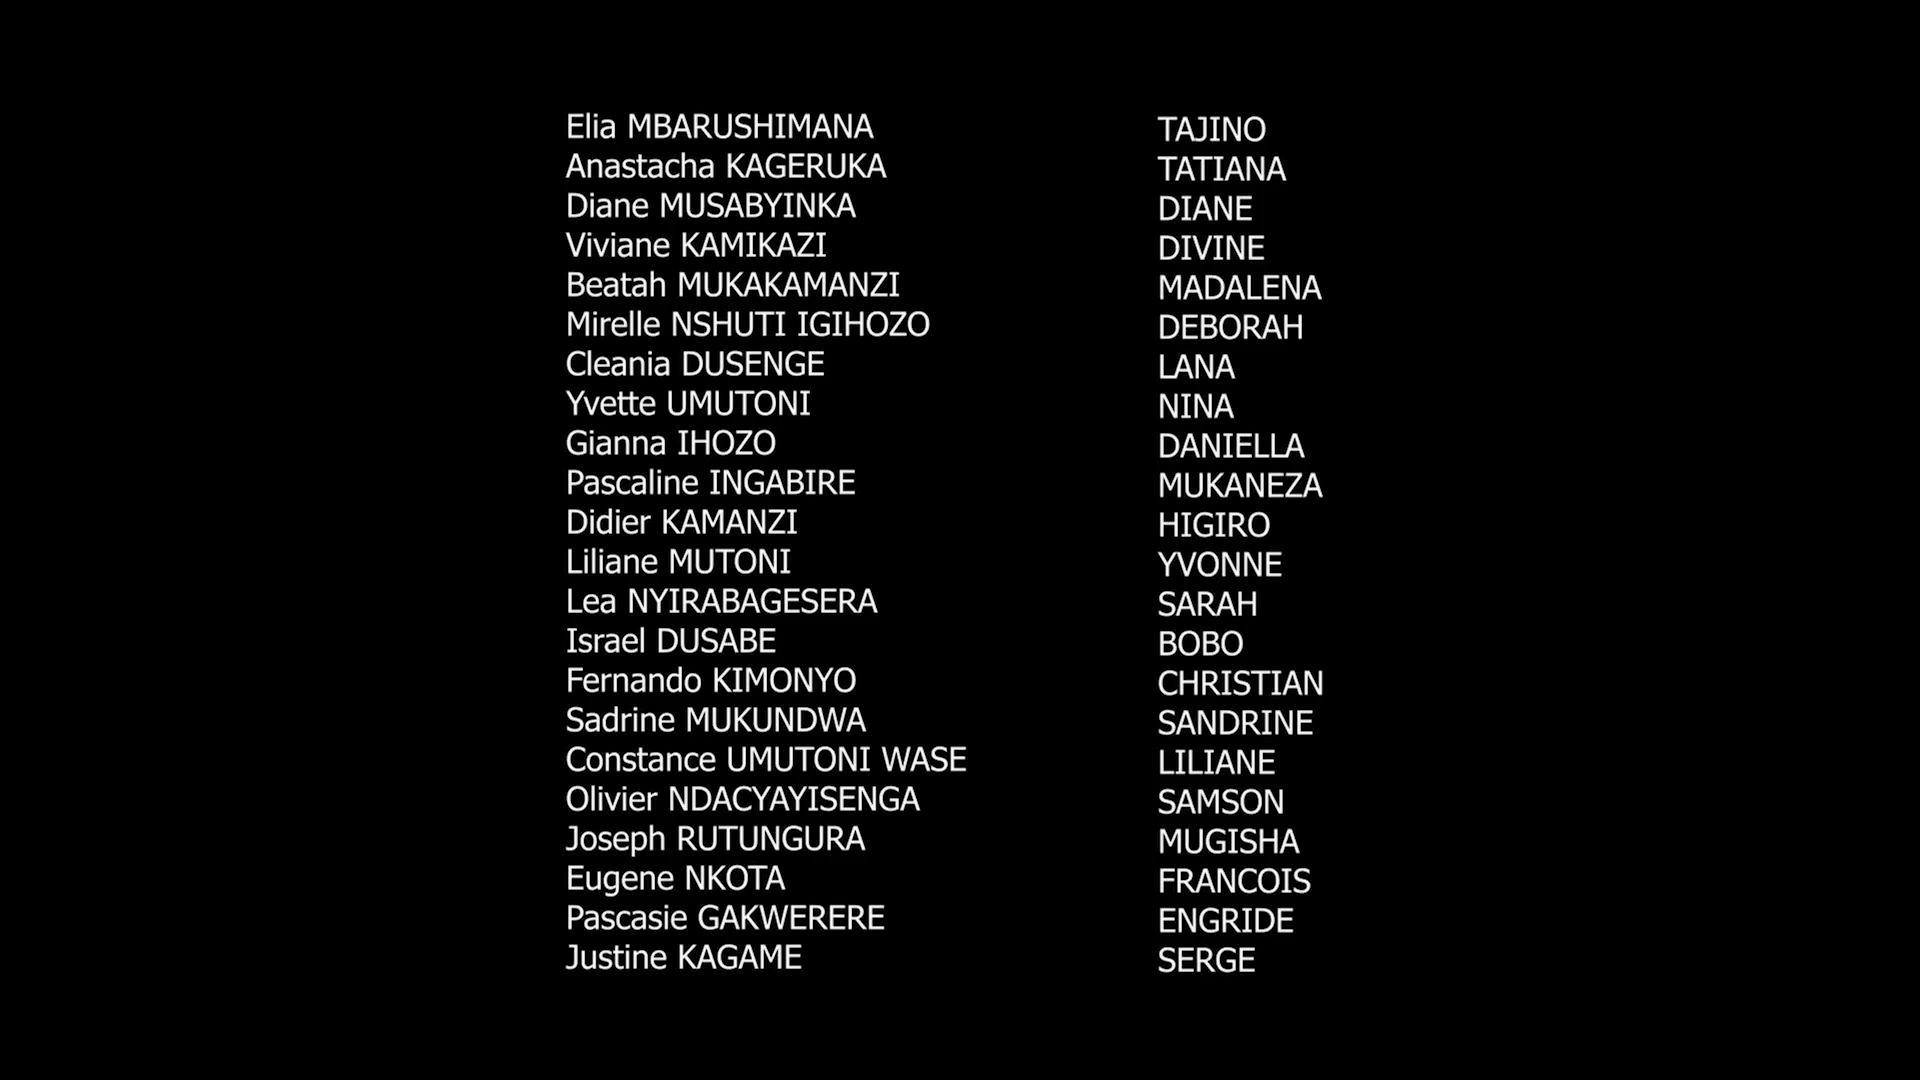 Elia MBARUSHIMANA TAJINO
Anastacha KAGERUKA TATIANA
Diane MUSABYINKA DIANE
Viviane KAMIKAZI DIVINE
Beatah MUKAKAMANZI MADALENA
Mirelle NSHUTI IGIHOZO DEBORAH
Cleania DUSENGE LANA
Yvette UMUTONI NINA
Gianna IHOZO DANIELLA
Pascaline INGABIRE MUKANEZA
Didier KAMANZI HIGIRO
Liliane MUTONI YVONNE
Lea NYIRABAGESERA SARAH
Israel DUSABE BOBO
Fernando KIMONYO CHRISTIAN
Sadrine MUKUNDWA SANDRINE
Constance UMUTONI WASE LILIANE
Olivier NDACYAYISENGA SAMSON
Joseph RUTUNGURA MUGISHA
Eugene NKOTA FRANCOIS
Pascasie GAKWERERE ENGRIDE
Justine KAGAME SERGE